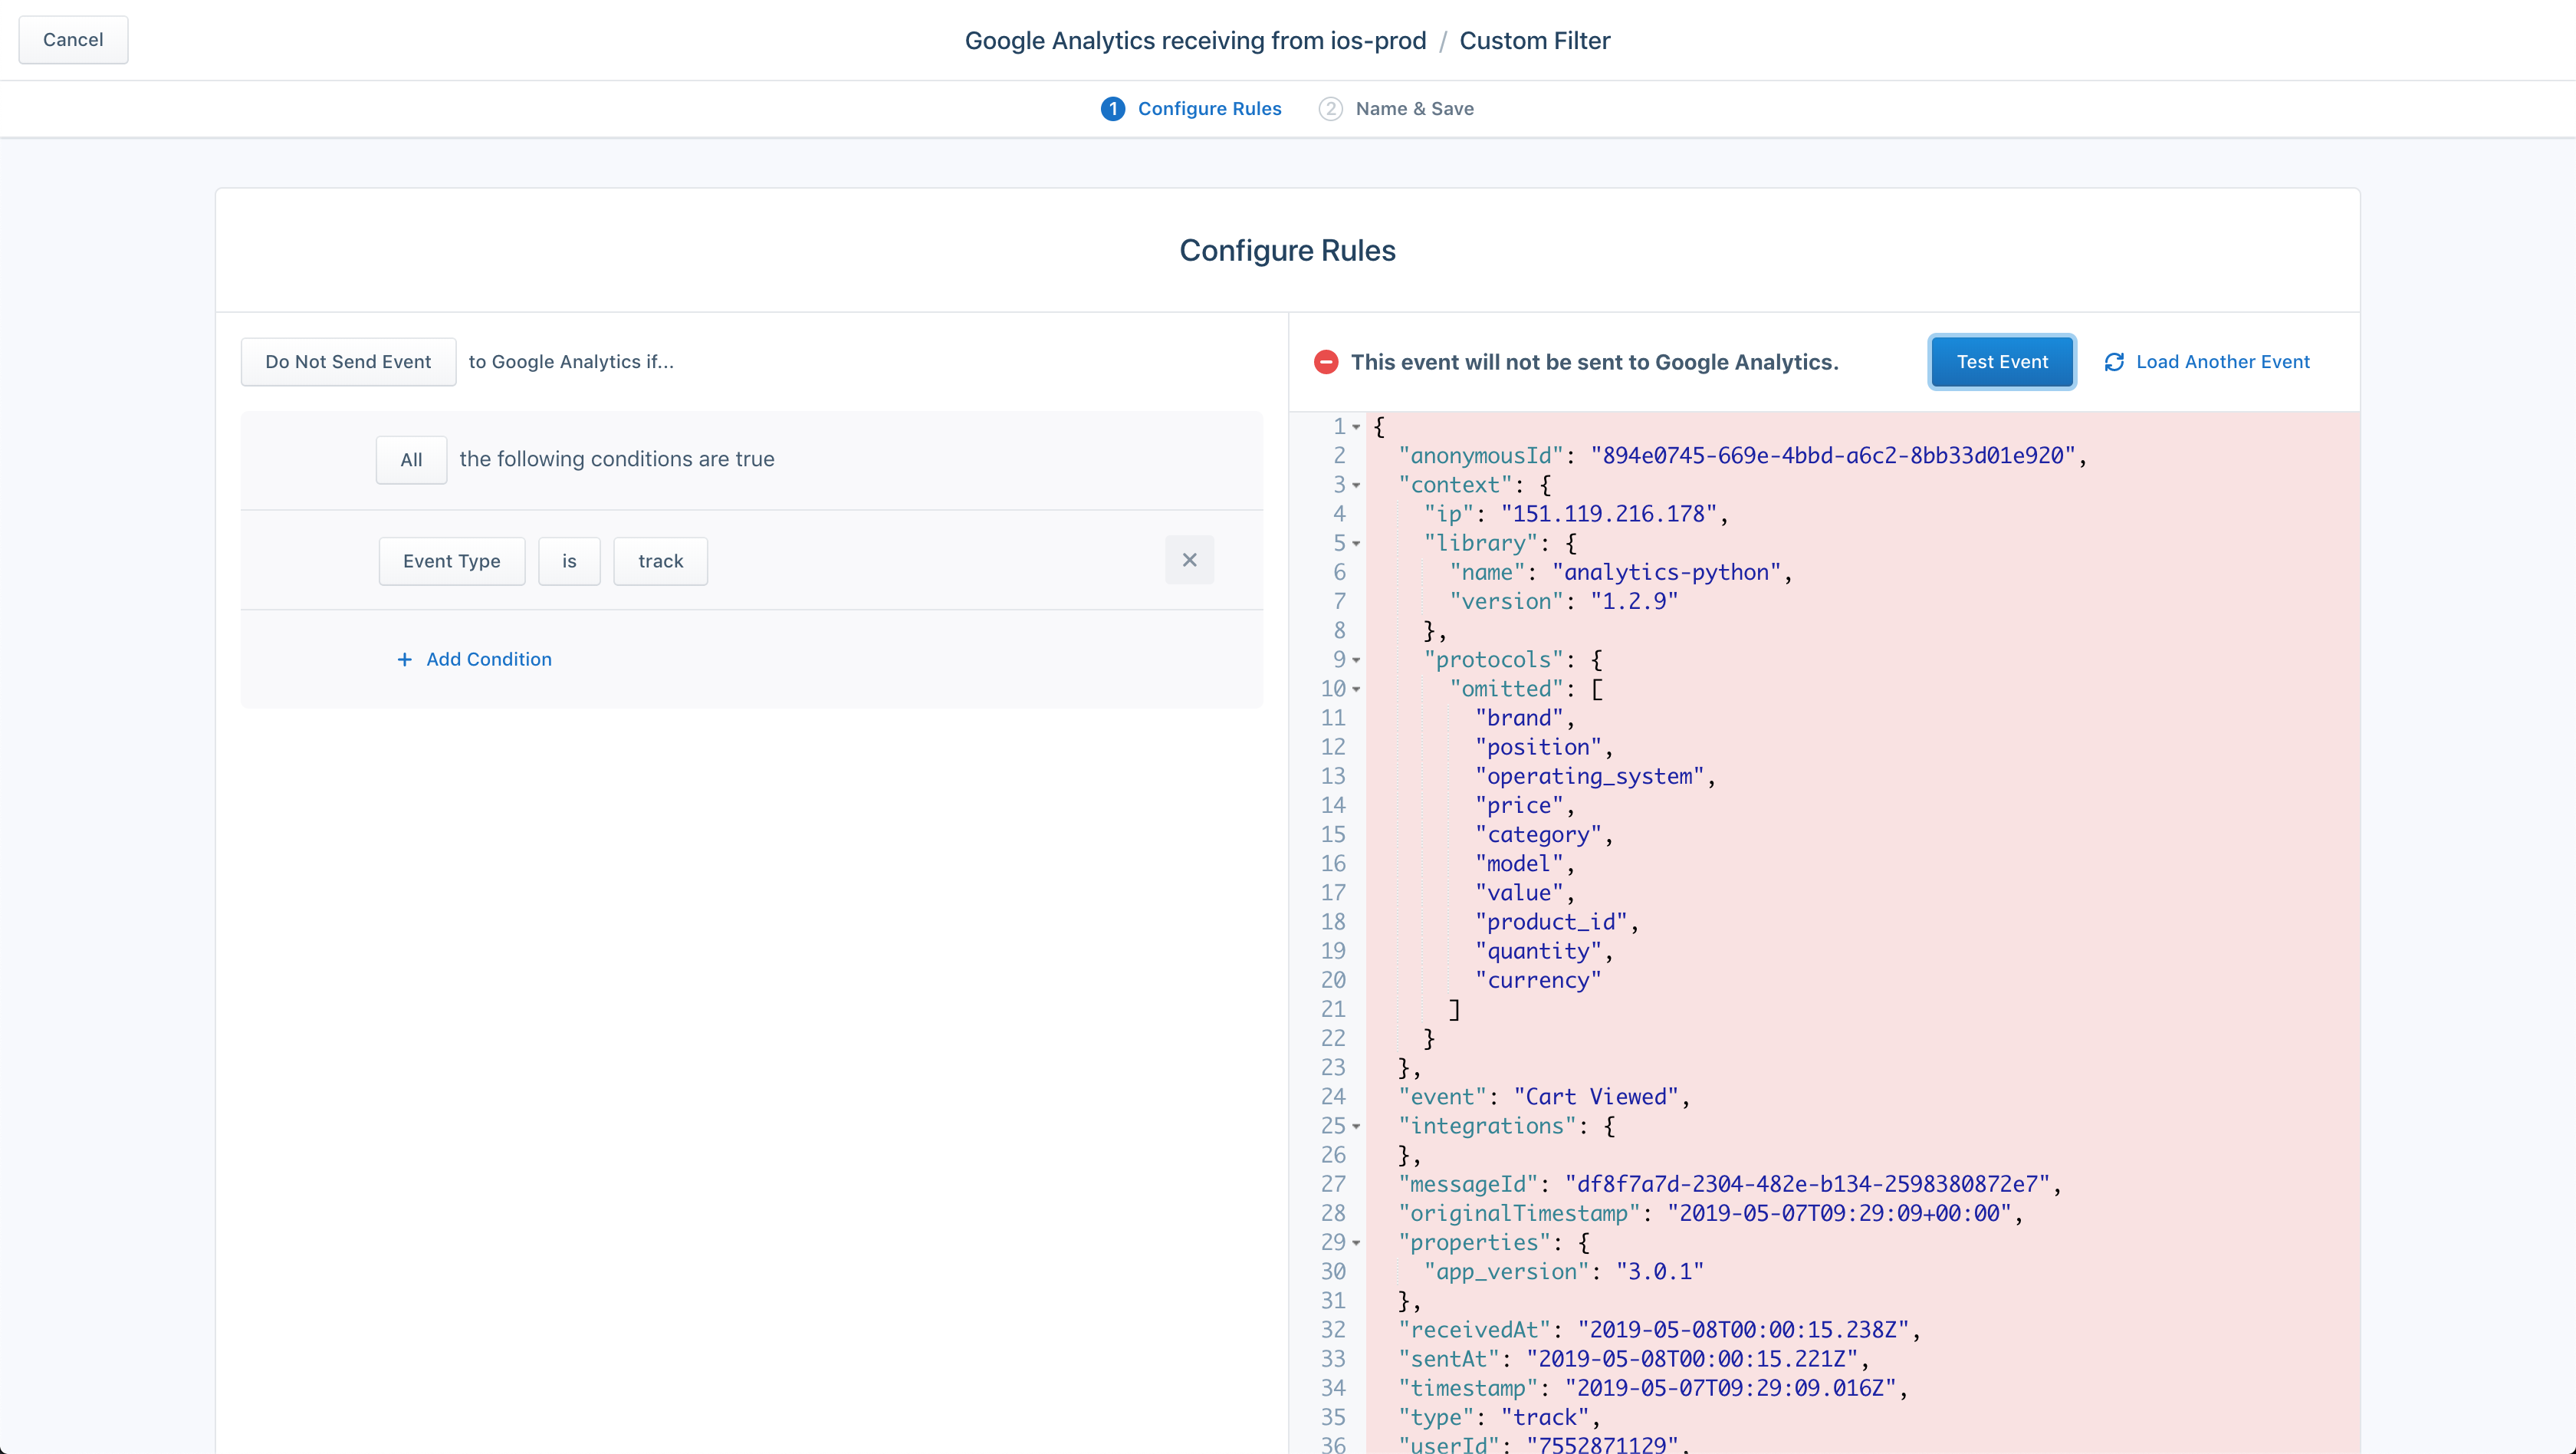 Cancel
Google Analytics receiving from ios-prod / Custom Filter
1 Configure Rules 2 Name & Save
Configure Rules
Do Not Send Event to Google Analytics if...
All the following conditions are true
Event Type is track
+ Add Condition
This event will not be sent to Google Analytics. Test Event Load Another Event
1 {
2 "anonymousId": "894e0745-669e-4bbd-a6c2-8bb33d01e920",
3 "context": {
4 "ip": "151.119.216.178",
5 "library": {
6 "name": "analytics-python",
7 "version": "1.2.9"
8 },
9 "protocols": {
10 "omitted": [
11 "brand",
12 "position",
13 "operating_system",
14 "price",
15 "category",
16 "model",
17 "value",
18 "product_id",
19 "quantity",
20 "currency"
21 ]
22 }
23 },
24 "event": "Cart Viewed",
25 "integrations": {
26 },
27 "messageId": "df8f7a7d-2304-482e-b134-2598380872e7",
28 "originalTimestamp": "2019-05-07T09:29:09+00:00",
29 "properties": {
30 "app_version": "3.0.1"
31 },
32 "receivedAt": "2019-05-08T00:00:15.238Z",
33 "sentAt": "2019-05-08T00:00:15.221Z",
34 "timestamp": "2019-05-07T09:29:09.016Z",
35 "type": "track",
36 "userId": "7552871129",